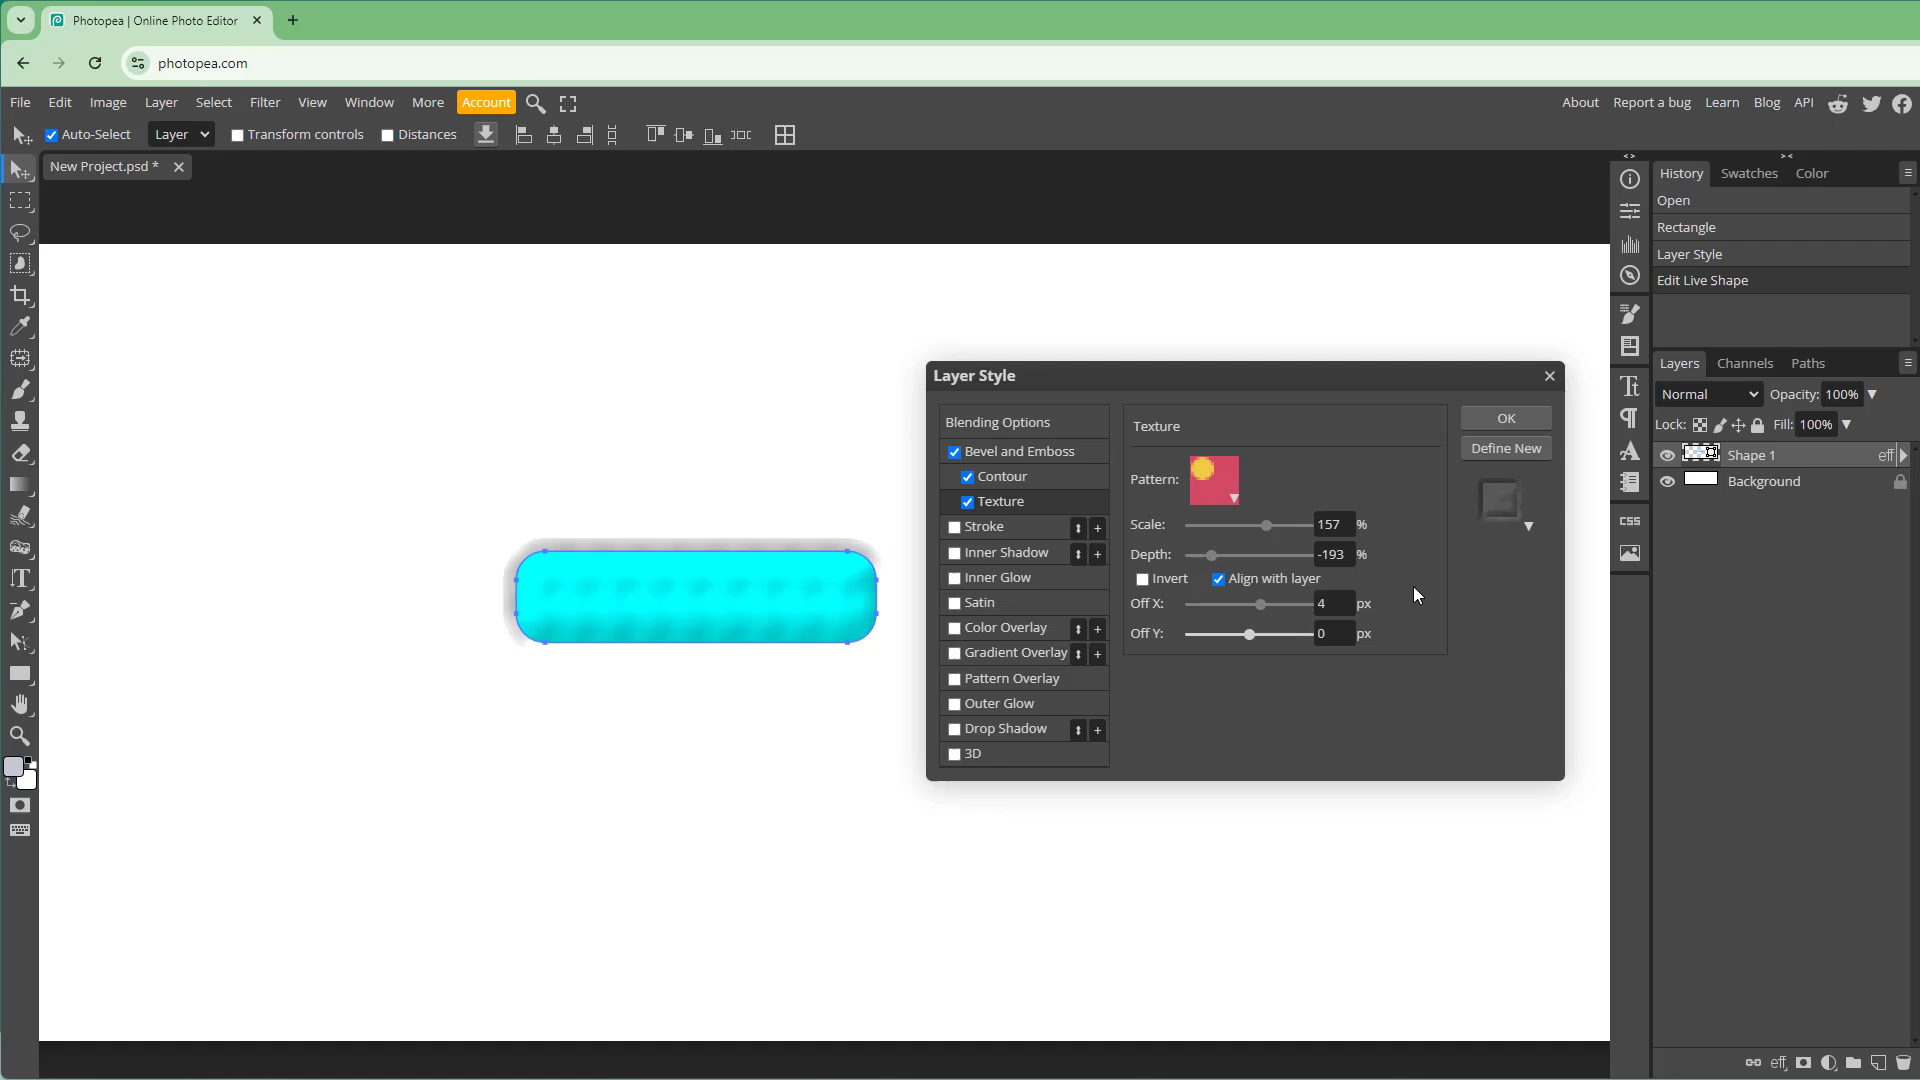 Photopea | Online Photo Editor
photopea.com
File Edit Image Layer Select Filter View Window More Account About Report a bug Learn Blog API
Auto-Select Layer Transform controls Distances
New Project.psd *
History Swatches Color
Open
Rectangle
Layer Style
Edit Live Shape
Layers Channels Paths
Normal Opacity: 100%
Lock: Fill: 100%
Shape 1 eff
Background
Layer Style
Blending Options
Bevel and Emboss
Contour
Texture
Stroke
Inner Shadow
Inner Glow
Satin
Color Overlay
Gradient Overlay
Pattern Overlay
Outer Glow
Drop Shadow
3D
Texture
Pattern:
Scale: 157 %
Depth: -193 %
Invert Align with layer
Off X: 4 px
Off Y: 0 px
OK
Define New
CSS
eff